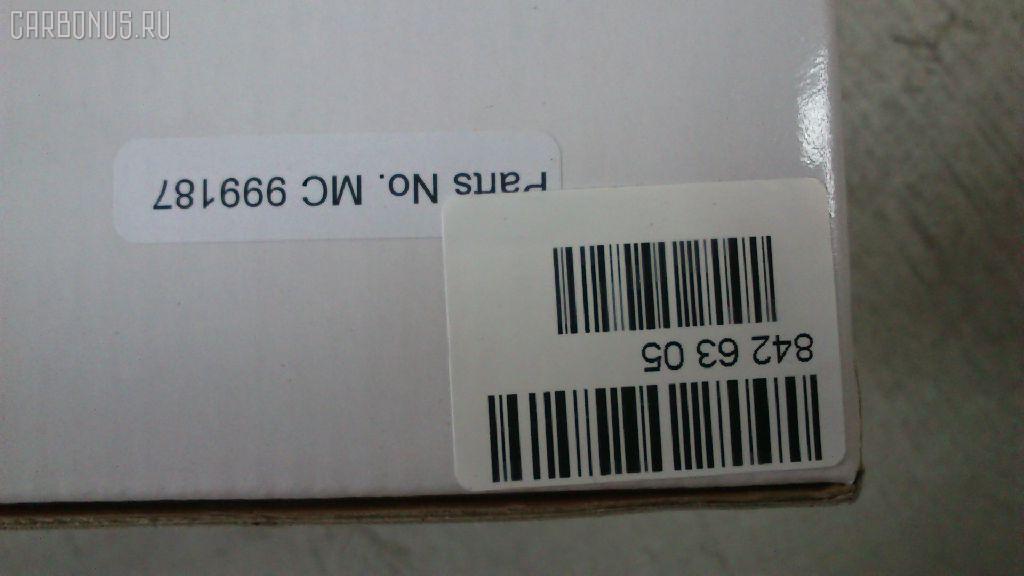 842 63 05
Parts No. MC 999187
CARBONUS.RU